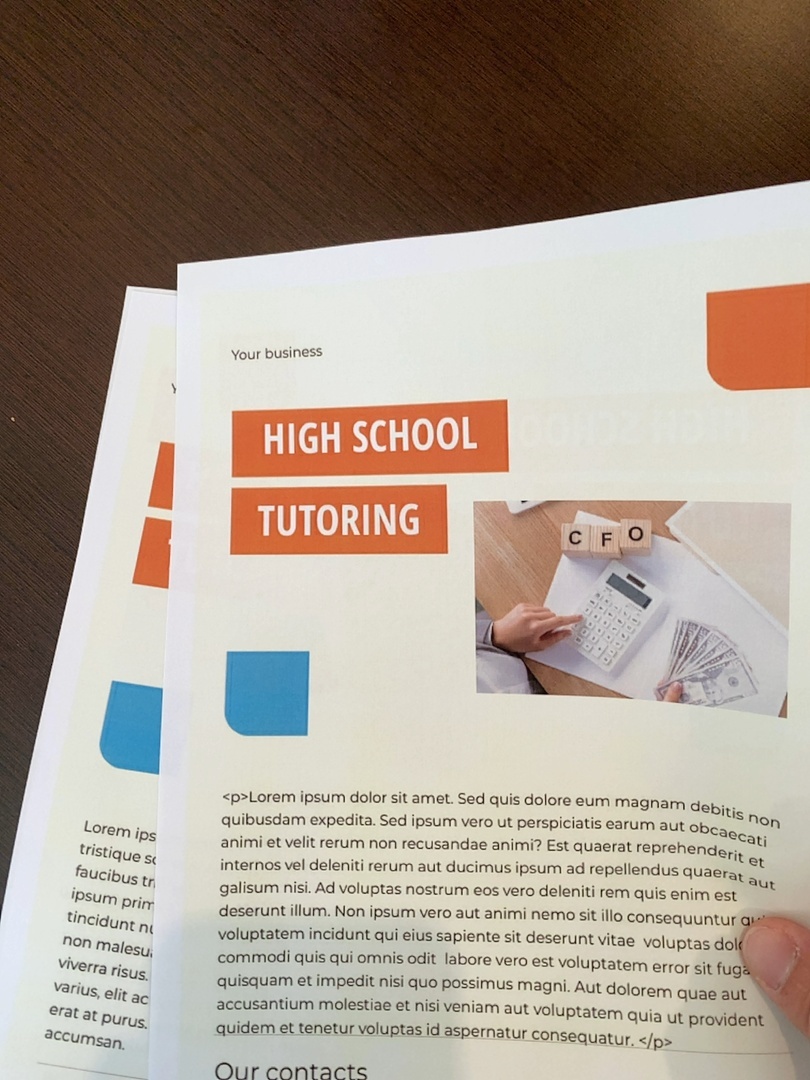 Your business
HIGH SCHOOL
TUTORING
C F O
<p>Lorem ipsum dolor sit amet. Sed quis dolore eum magnam debitis non
quibusdam expedita. Sed ipsum vero ut perspiciatis earum aut obcaecati
animi et velit rerum non recusandae animi? Est quaerat reprehenderit et
internos vel deleniti rerum aut ducimus ipsum ad repellendus quaerat aut
galisum nisi. Ad voluptas nostrum eos vero deleniti rem quis enim est
deserunt illum. Non ipsum vero aut animi nemo sit illo consequuntur
voluptatem incidunt qui eius sapiente sit deserunt vitae voluptas
commodi quis qui omnis odit labore vero est voluptatem error sit fuga
quisquam et impedit nisi quo possimus magni. Aut dolorem quae aut
accusantium molestiae et nisi veniam aut voluptatem quia ut provident
quidem et tenetur voluptas id aspernatur consequatur. </p>
Our contacts
Lorem ips
tristique sc
faucibus tr
ipsum prim
tincidunt nu
non malesu
viverra risus.
varius, elit ac
erat at purus.
accumsan.